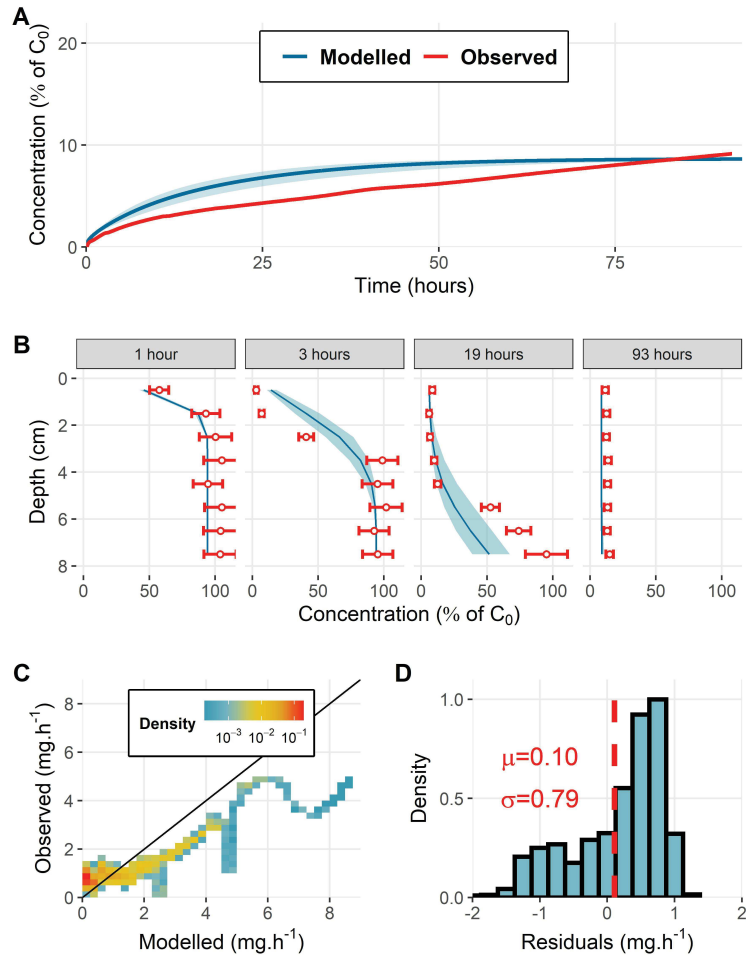 A
Concentration (% of C₀)
20
10
0
Modelled
Observed
0
25
50
75
Time (hours)
B
1 hour
3 hours
19 hours
93 hours
Depth (cm)
0
2
4
6
8
0
50
100
0
50
100
0
50
100
0
50
100
Concentration (% of C₀)
C
Observed (mg.h⁻¹)
8
6
4
2
0
Density
10⁻³
10⁻²
10⁻¹
0
2
4
6
8
Modelled (mg.h⁻¹)
D
Density
1.0
0.5
0.0
μ=0.10
σ=0.79
-2
-1
0
1
2
Residuals (mg.h⁻¹)